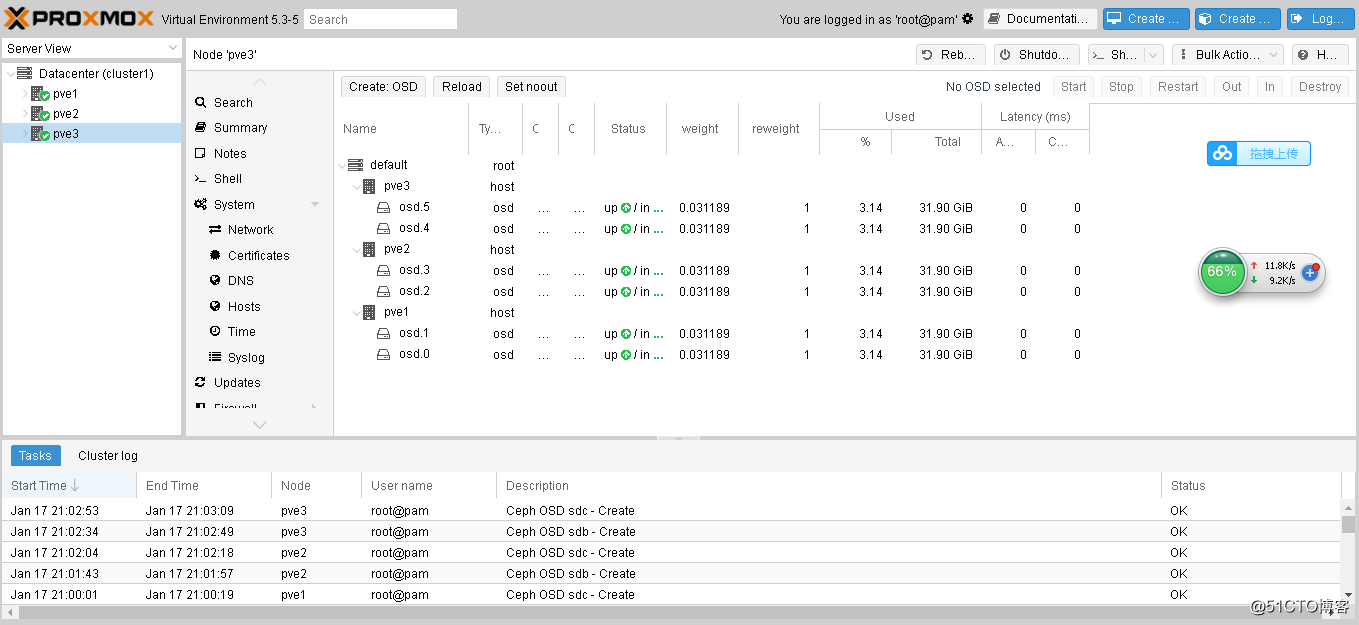 PROXMOX Virtual Environment 5.3-5 Search You are logged in as 'root@pam' Documentati... Create ... Create ... Log...
Server View
Node 'pve3' Reb... Shutdo... Sh... Bulk Actio... H...
Datacenter (cluster1)
pve1
pve2
pve3
Search
Summary
Notes
Shell
System
Network
Certificates
DNS
Hosts
Time
Syslog
Updates
Firewall
Create: OSD Reload Set noout No OSD selected Start Stop Restart Out In Destroy
Name Ty... C C Status weight reweight Used Latency (ms)
% Total A... C...
default root
pve3 host
osd.5 osd ... ... up / in ... 0.031189 1 3.14 31.90 GiB 0 0
osd.4 osd ... ... up / in ... 0.031189 1 3.14 31.90 GiB 0 0
pve2 host
osd.3 osd ... ... up / in ... 0.031189 1 3.14 31.90 GiB 0 0
osd.2 osd ... ... up / in ... 0.031189 1 3.14 31.90 GiB 0 0
pve1 host
osd.1 osd ... ... up / in ... 0.031189 1 3.14 31.90 GiB 0 0
osd.0 osd ... ... up / in ... 0.031189 1 3.14 31.90 GiB 0 0
拖拽上传
66% 11.8K/s
9.2K/s
Tasks Cluster log
Start Time End Time Node User name Description Status
Jan 17 21:02:53 Jan 17 21:03:09 pve3 root@pam Ceph OSD sdc - Create OK
Jan 17 21:02:34 Jan 17 21:02:49 pve3 root@pam Ceph OSD sdb - Create OK
Jan 17 21:02:04 Jan 17 21:02:18 pve2 root@pam Ceph OSD sdc - Create OK
Jan 17 21:01:43 Jan 17 21:01:57 pve2 root@pam Ceph OSD sdb - Create OK
Jan 17 21:00:01 Jan 17 21:00:19 pve1 root@pam Ceph OSD sdc - Create OK
@51CTO博客